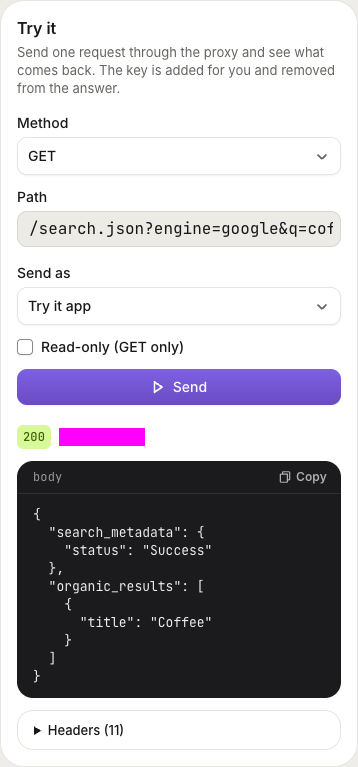 Try it
Send one request through the proxy and see what
comes back. The key is added for you and removed
from the answer.
Method
GET
Path
/search.json?engine=google&q=cof
Send as
Try it app
Read-only (GET only)
Send
200
body
Copy
{
  "search_metadata": {
    "status": "Success"
  },
  "organic_results": [
    {
      "title": "Coffee"
    }
  ]
}
Headers (11)